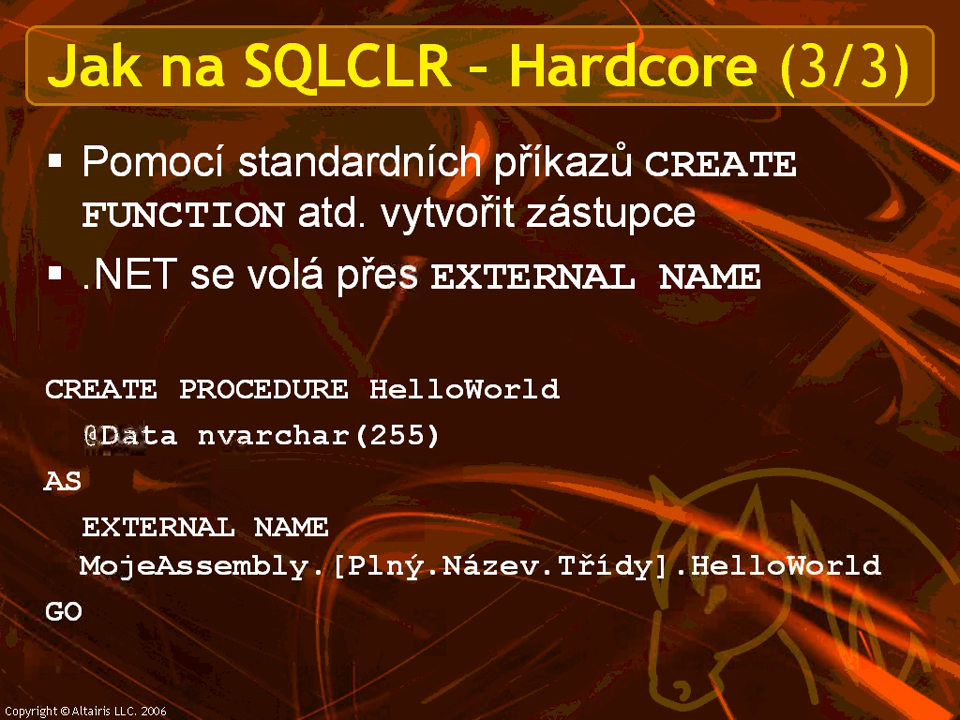 Jak na SQLCLR – Hardcore (3/3)
▪ Pomocí standardních příkazů CREATE
FUNCTION atd. vytvořit zástupce
▪ .NET se volá přes EXTERNAL NAME
CREATE PROCEDURE HelloWorld
@Data nvarchar(255)
AS
EXTERNAL NAME
MojeAssembly.[Plný.Název.Třídy].HelloWorld
GO
Copyright © Altairis LLC. 2006